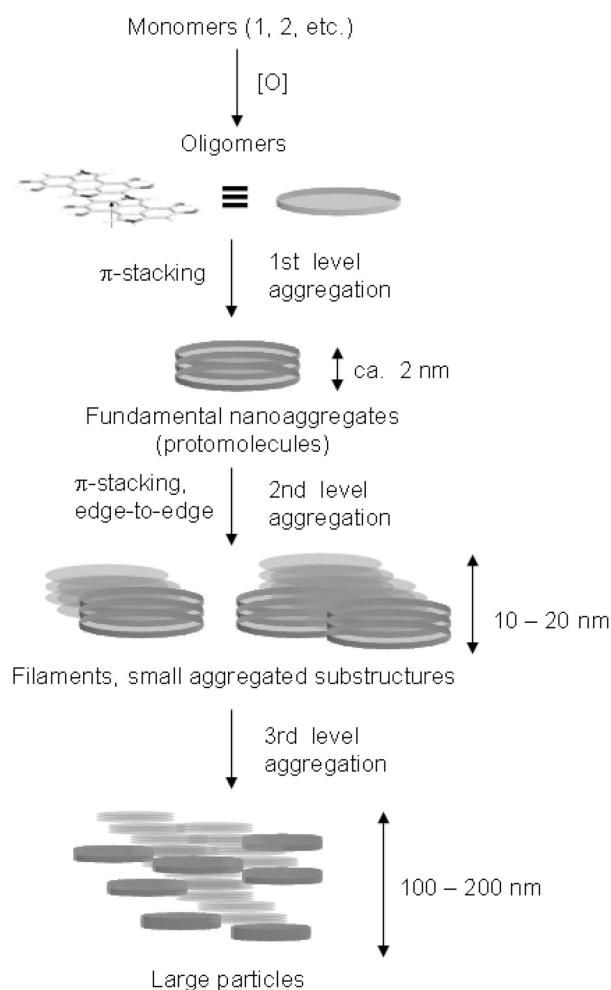 Monomers (1, 2, etc.)
[O]
Oligomers
π-stacking
1st level
aggregation
ca. 2 nm
Fundamental nanoaggregates
(protomolecules)
π-stacking,
edge-to-edge
2nd level
aggregation
10 – 20 nm
Filaments, small aggregated substructures
3rd level
aggregation
100 – 200 nm
Large particles